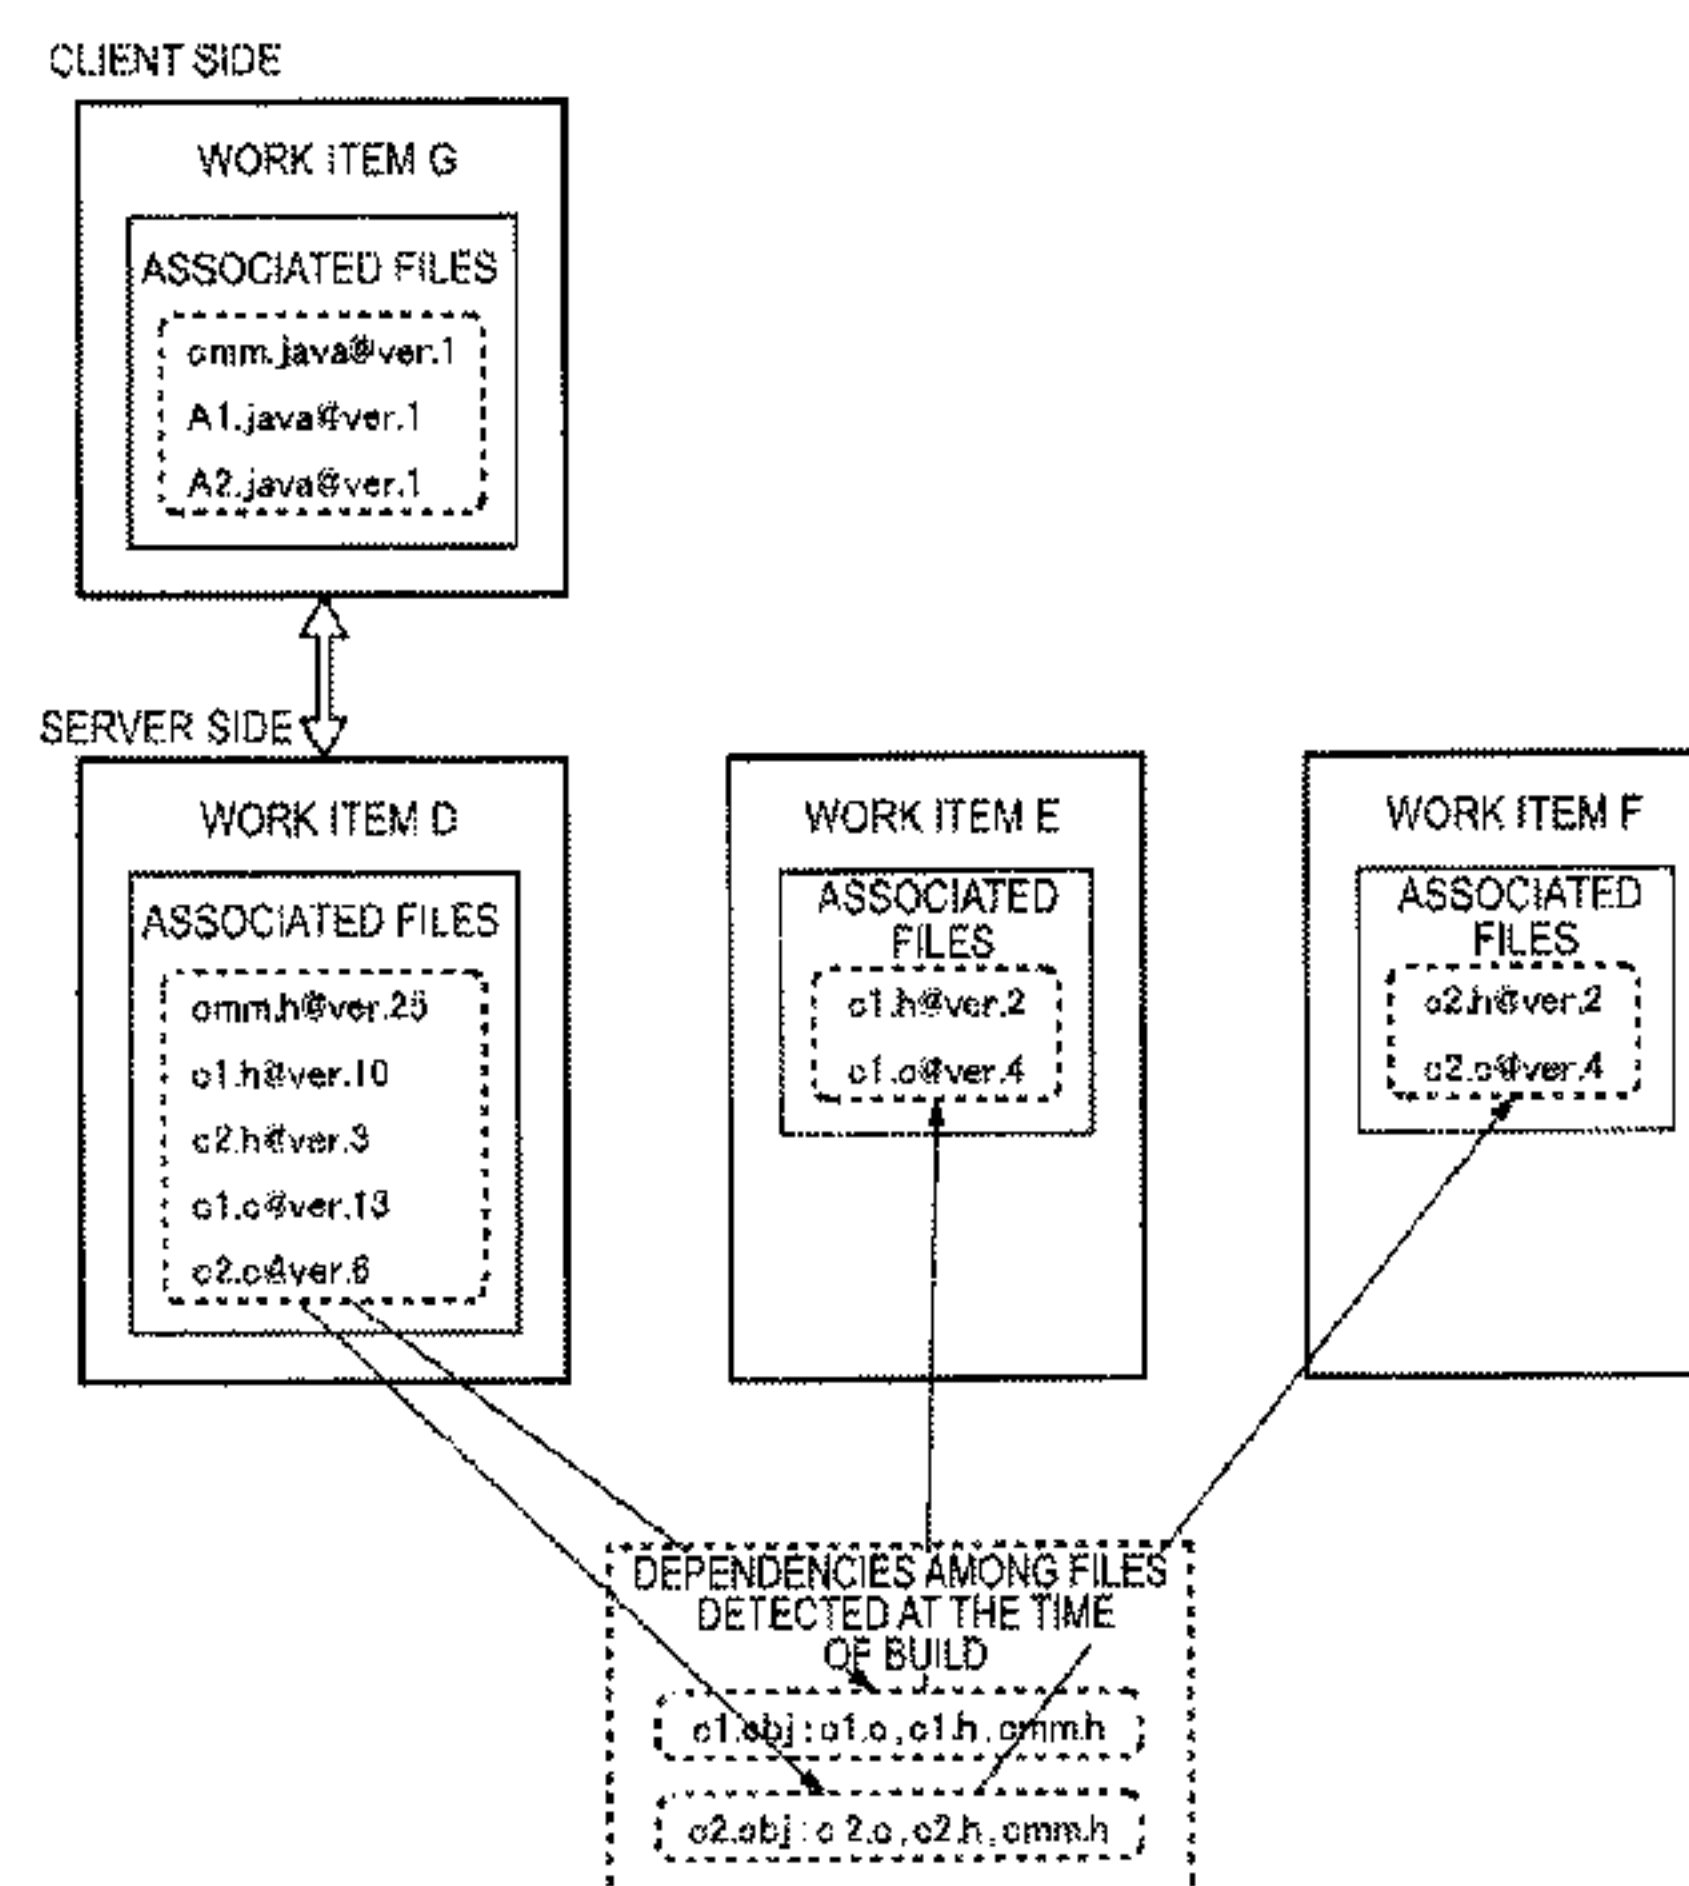 CLIENT SIDE
WORK ITEM G
ASSOCIATED FILES
cmm.java@ver.1
A1.java@ver.1
A2.java@ver.1
SERVER SIDE
WORK ITEM D
ASSOCIATED FILES
cmm.h@ver.25
c1.h@ver.10
c2.h@ver.3
c1.c@ver.13
c2.c@ver.6
WORK ITEM E
ASSOCIATED
FILES
c1.h@ver.2
c1.c@ver.4
WORK ITEM F
ASSOCIATED
FILES
c2.h@ver.2
c2.c@ver.4
DEPENDENCIES AMONG FILES
DETECTED AT THE TIME
OF BUILD
c1.obj:c1.c,c1.h,cmm.h
c2.obj:c2.c,c2.h,cmm.h